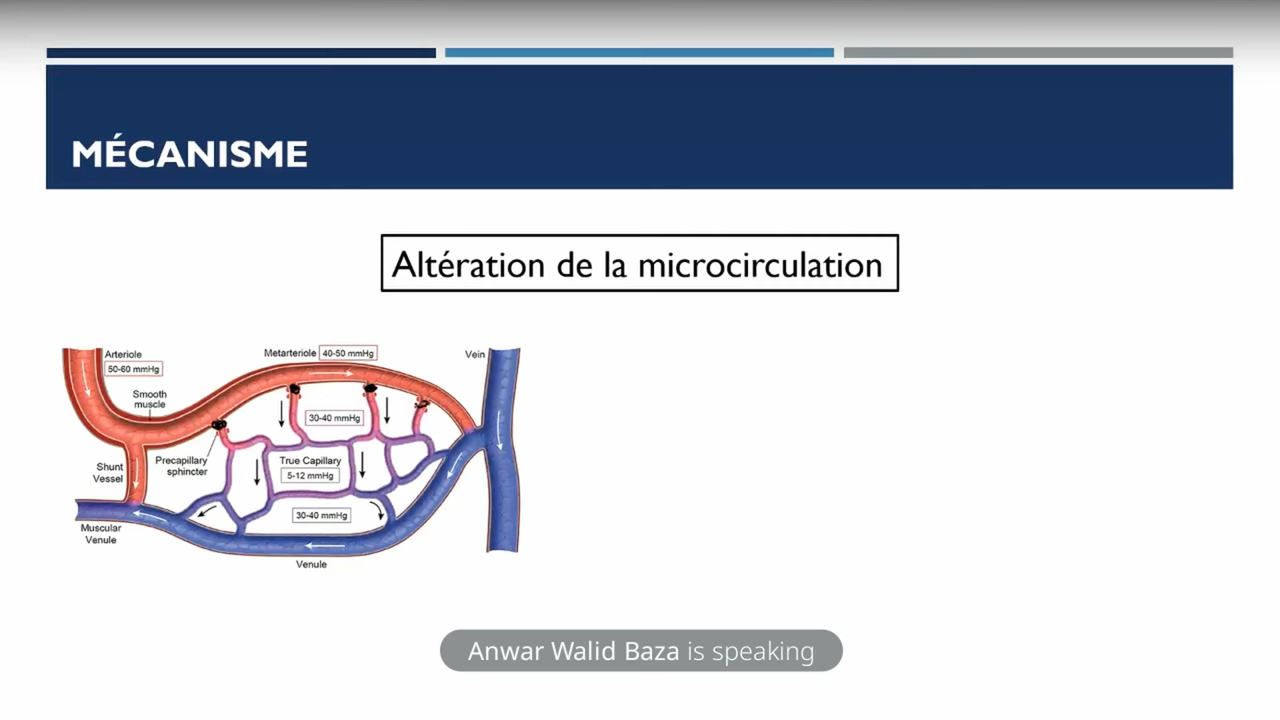 MÉCANISME
Altération de la microcirculation
Arteriole
50-60 mmHg
Metarteriole 40-50 mmHg
Vein
Smooth
muscle
30-40 mmHg
Precapillary
sphincter
True Capillary
5-12 mmHg
Shunt
Vessel
30-40 mmHg
Muscular
Venule
Venule
Anwar Walid Baza is speaking